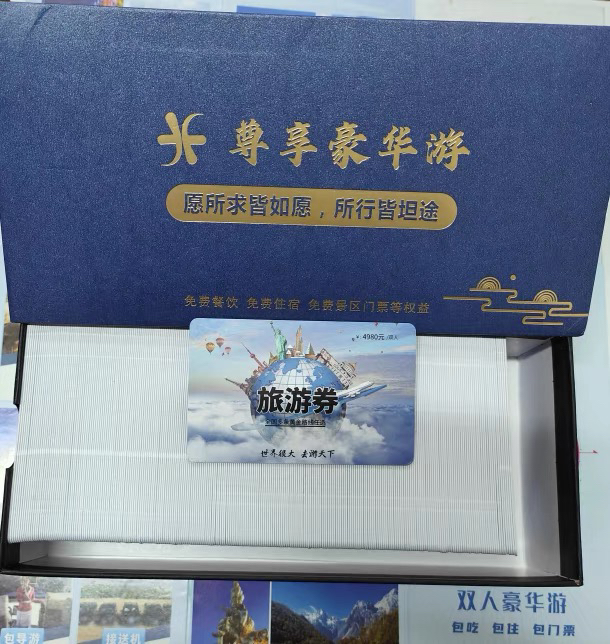 尊享豪华游
愿所求皆如愿，所行皆坦途
免费餐饮 免费住宿 免费景区门票等权益
¥：4980元/双人
旅游券
世界很大 去游天下
包导游
接送机
双人豪华游
包吃 包住 包门票